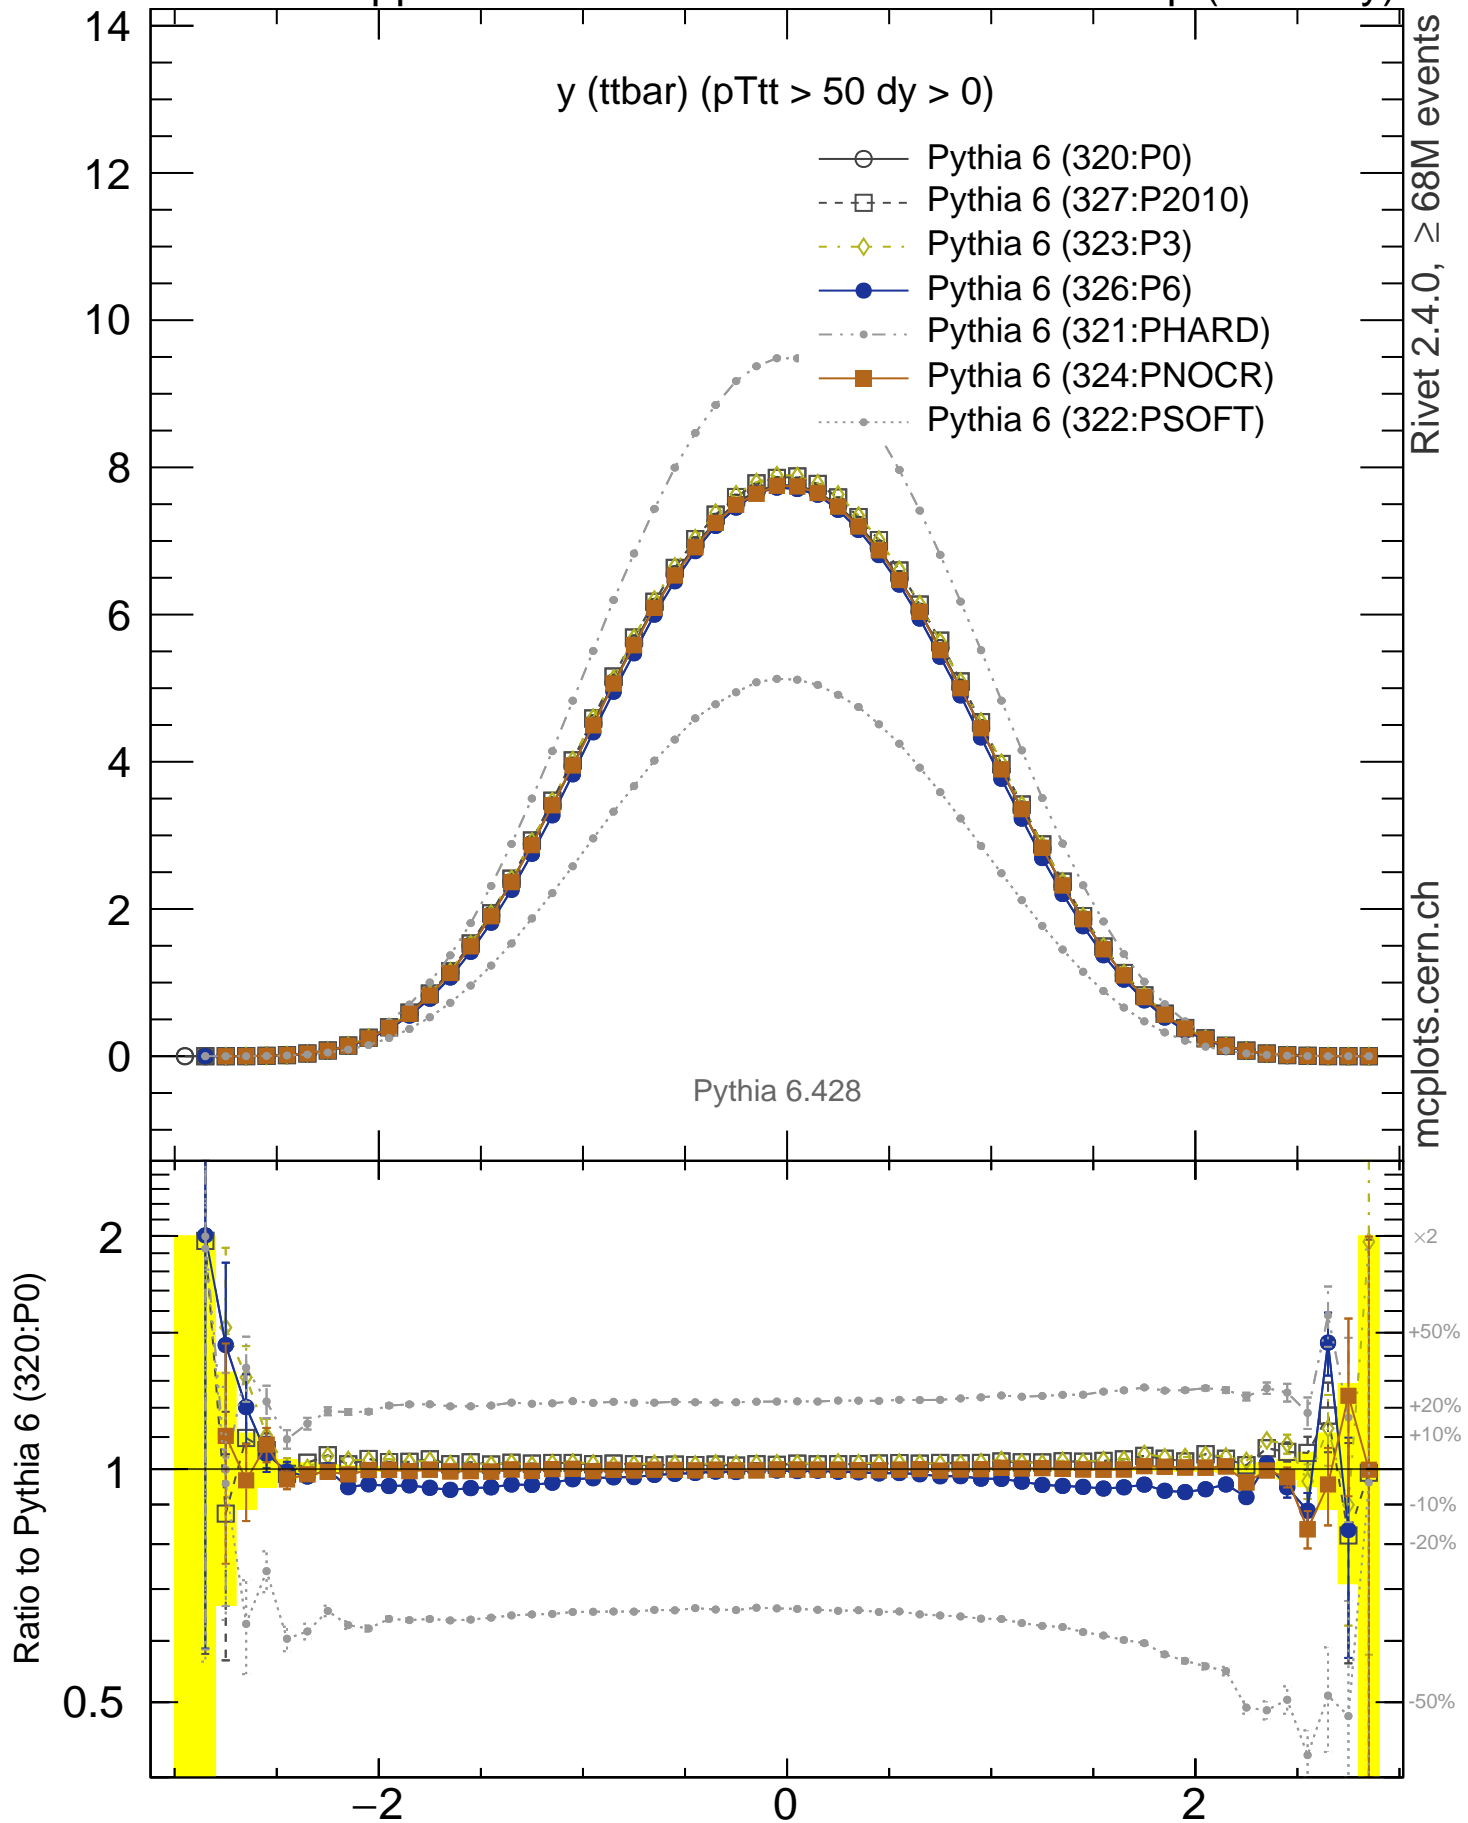 14
y (ttbar) (pTtt > 50 dy > 0)
Pythia 6 (320:P0)
Pythia 6 (327:P2010)
Pythia 6 (323:P3)
Pythia 6 (326:P6)
Pythia 6 (321:PHARD)
Pythia 6 (324:PNOCR)
Pythia 6 (322:PSOFT)
12
10
8
6
4
2
0
Pythia 6.428
Rivet 2.4.0, ≥ 68M events
mcplots.cern.ch
Ratio to Pythia 6 (320:P0)
2
1
0.5
×2
+50%
+20%
+10%
-10%
-20%
-50%
−2
0
2